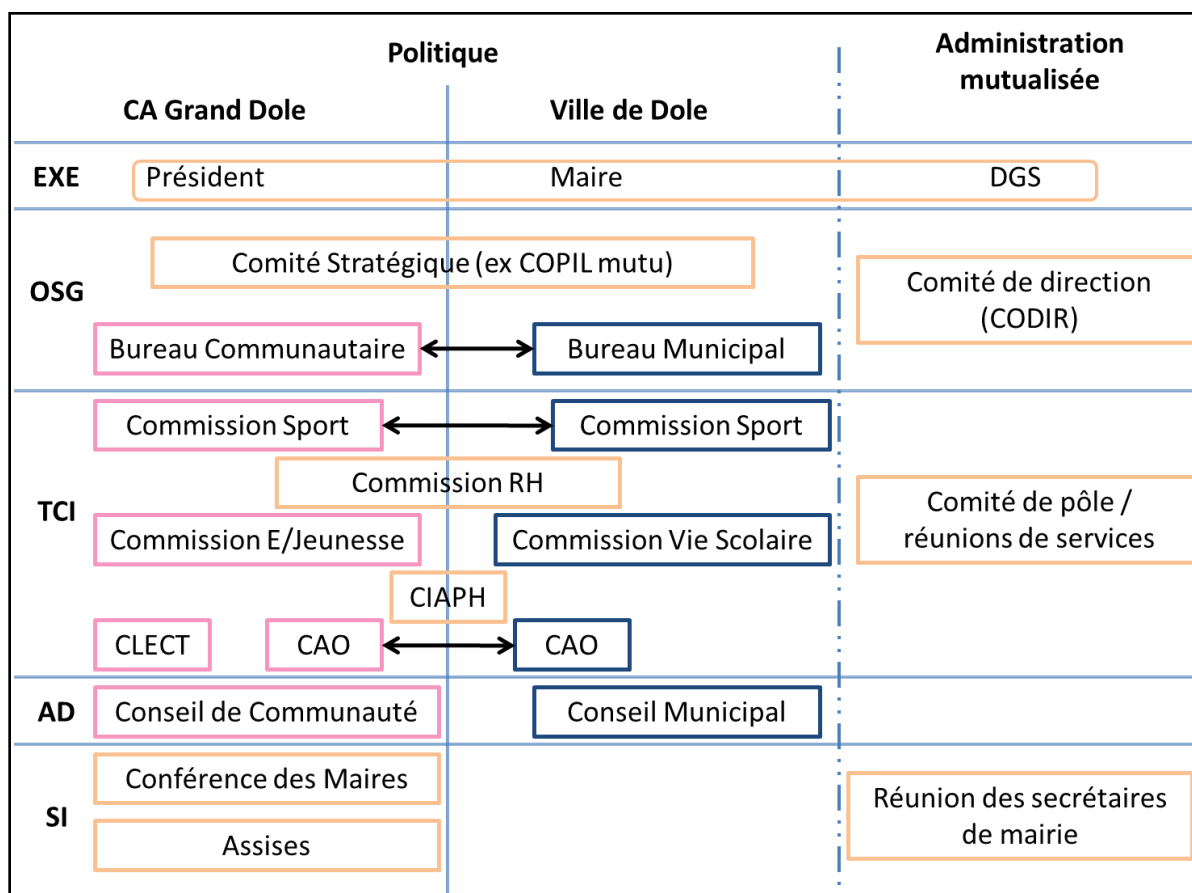 Politique
Administration
mutualisée
CA Grand Dole
Ville de Dole
EXE
Président
Maire
DGS
OSG
Comité Stratégique (ex COPIL mutu)
Comité de direction
(CODIR)
Bureau Communautaire
Bureau Municipal
TCI
Commission Sport
Commission Sport
Commission RH
Comité de pôle /
réunions de services
Commission E/Jeunesse
Commission Vie Scolaire
CIAPH
CLECT
CAO
CAO
AD
Conseil de Communauté
Conseil Municipal
SI
Conférence des Maires
Assises
Réunion des secrétaires
de mairie